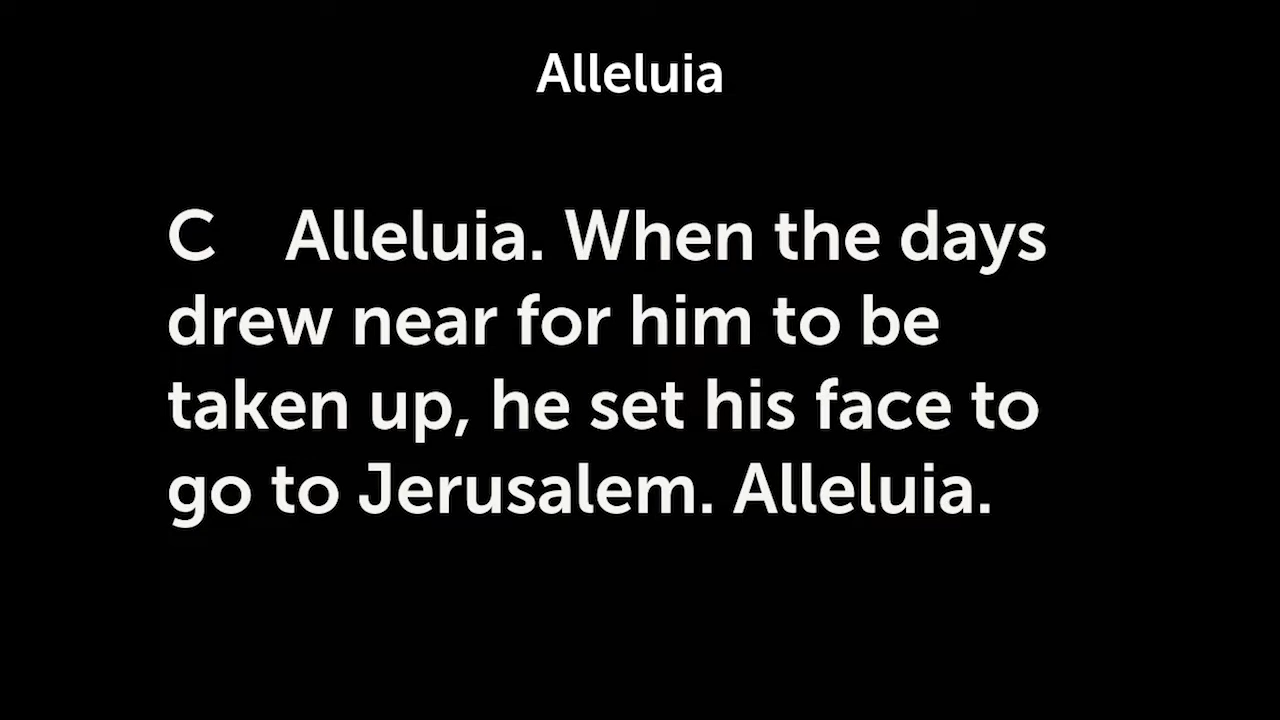 Alleluia
C Alleluia. When the days
drew near for him to be
taken up, he set his face to
go to Jerusalem. Alleluia.